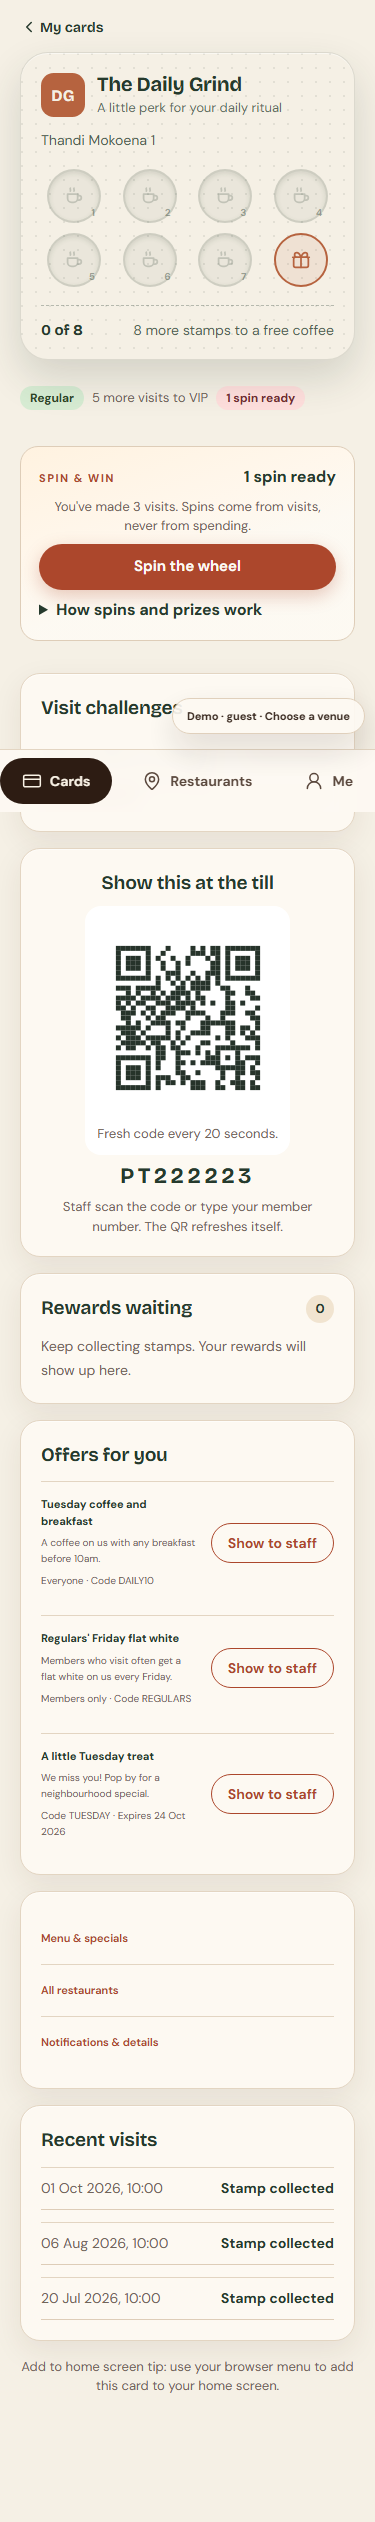 My cards
DG
The Daily Grind
A little perk for your daily ritual
Thandi Mokoena 1
1
2
3
4
5
6
7
0 of 8
8 more stamps to a free coffee
Regular
5 more visits to VIP
1 spin ready
SPIN & WIN
1 spin ready
You've made 3 visits. Spins come from visits,
never from spending.
Spin the wheel
How spins and prizes work
Visit challenges
Demo · guest · Choose a venue
Cards
Restaurants
Me
Show this at the till
Fresh code every 20 seconds.
PT222223
Staff scan the code or type your member
number. The QR refreshes itself.
Rewards waiting
0
Keep collecting stamps. Your rewards will
show up here.
Offers for you
Tuesday coffee and
breakfast
A coffee on us with any breakfast
before 10am.
Everyone · Code DAILY10
Show to staff
Regulars' Friday flat white
Members who visit often get a
flat white on us every Friday.
Members only · Code REGULARS
Show to staff
A little Tuesday treat
We miss you! Pop by for a
neighbourhood special.
Code TUESDAY · Expires 24 Oct
2026
Show to staff
Menu & specials
All restaurants
Notifications & details
Recent visits
01 Oct 2026, 10:00
Stamp collected
06 Aug 2026, 10:00
Stamp collected
20 Jul 2026, 10:00
Stamp collected
Add to home screen tip: use your browser menu to add
this card to your home screen.